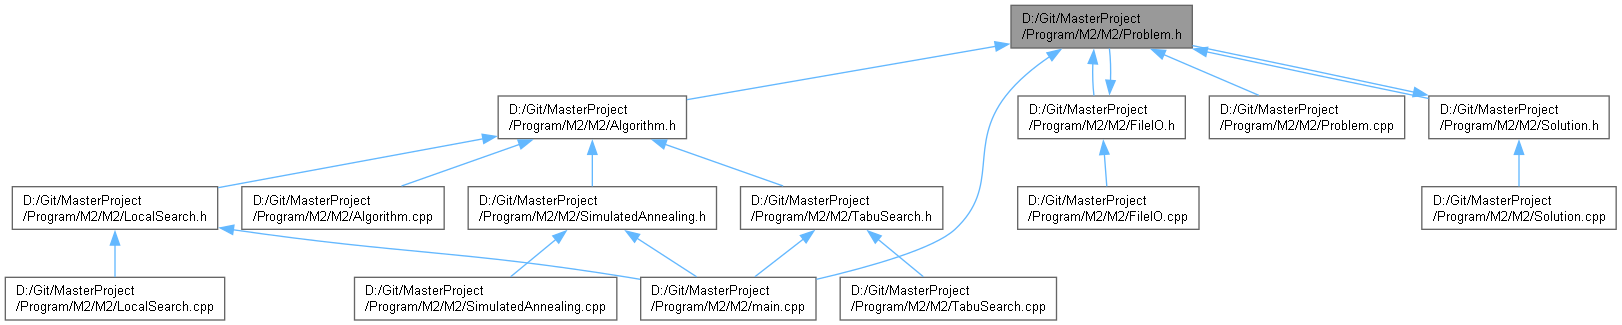 D:/Git/MasterProject
/Program/M2/M2/Problem.h
D:/Git/MasterProject
/Program/M2/M2/Algorithm.h
D:/Git/MasterProject
/Program/M2/M2/FileIO.h
D:/Git/MasterProject
/Program/M2/M2/Problem.cpp
D:/Git/MasterProject
/Program/M2/M2/Solution.h
D:/Git/MasterProject
/Program/M2/M2/LocalSearch.h
D:/Git/MasterProject
/Program/M2/M2/Algorithm.cpp
D:/Git/MasterProject
/Program/M2/M2/SimulatedAnnealing.h
D:/Git/MasterProject
/Program/M2/M2/TabuSearch.h
D:/Git/MasterProject
/Program/M2/M2/FileIO.cpp
D:/Git/MasterProject
/Program/M2/M2/Solution.cpp
D:/Git/MasterProject
/Program/M2/M2/LocalSearch.cpp
D:/Git/MasterProject
/Program/M2/M2/SimulatedAnnealing.cpp
D:/Git/MasterProject
/Program/M2/M2/main.cpp
D:/Git/MasterProject
/Program/M2/M2/TabuSearch.cpp